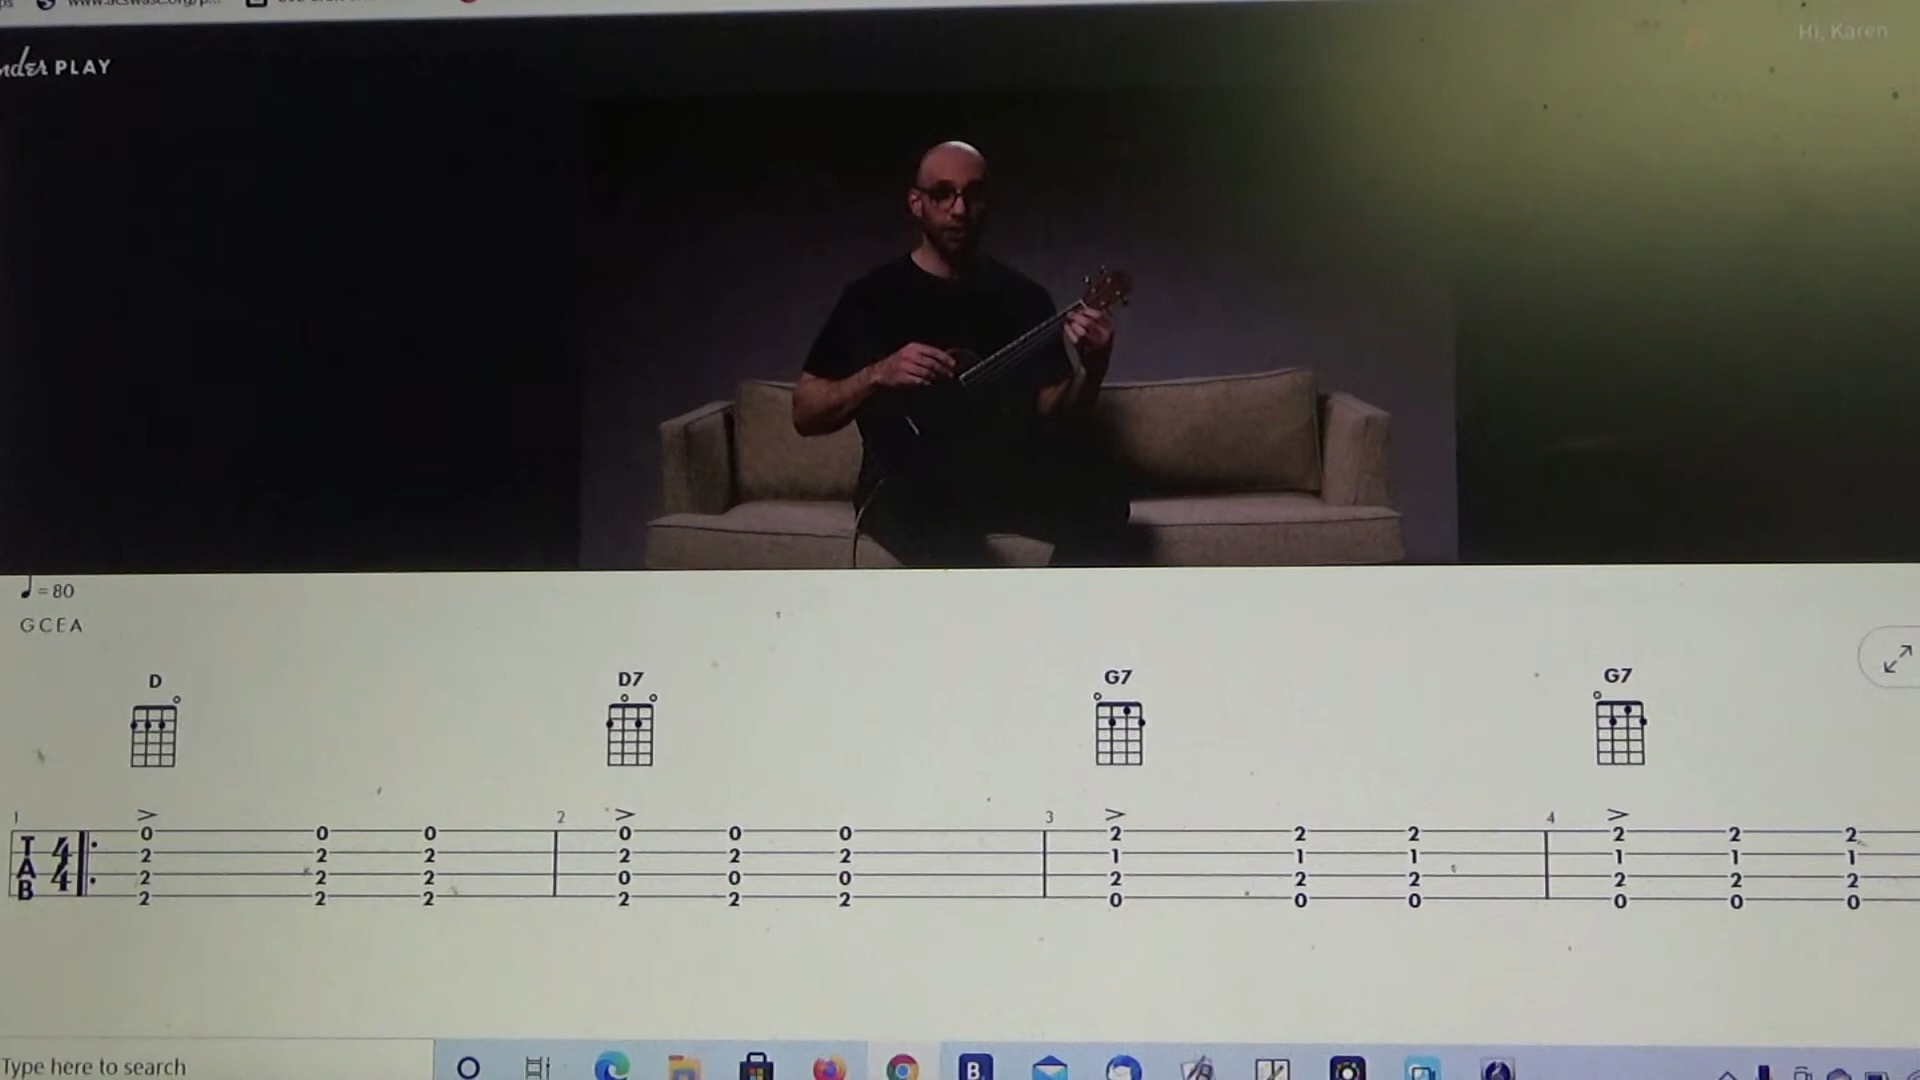 Hi, Karen
PLAY
= 80
G C E A
D D7 G7 G7
1 2 3 4
> > > >
T 4 0 0 0 0 0 0 2 2 2 2 2 2
A 2 2 2 2 2 2 1 1 1 1 1 1
4 2 2 2 0 0 0 2 2 2 2 2 2
B 2 2 2 2 2 2 0 0 0 0 0 0
Type here to search
B.